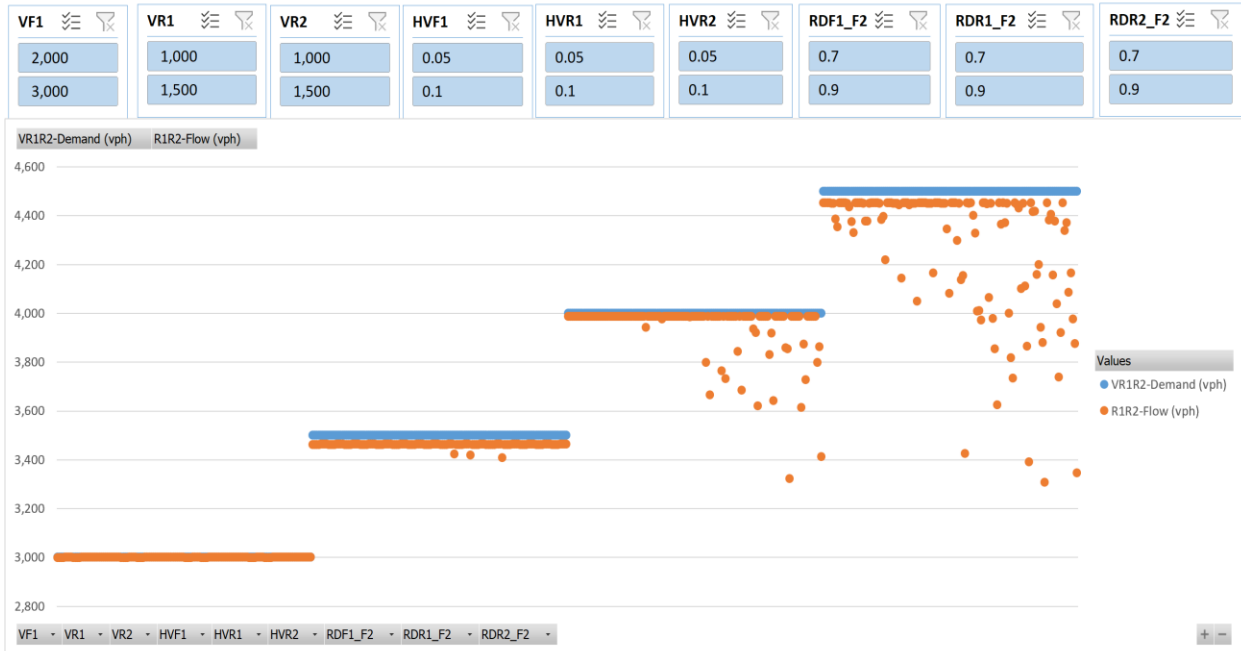 VF1 VR1 VR2 HVF1 HVR1 HVR2 RDF1_F2 RDR1_F2 RDR2_F2
2,000 1,000 1,000 0.05 0.05 0.05 0.7 0.7 0.7
3,000 1,500 1,500 0.1 0.1 0.1 0.9 0.9 0.9
VR1R2-Demand (vph) R1R2-Flow (vph)
4,600
4,400
4,200
4,000
3,800
3,600
3,400
3,200
3,000
2,800
Values
VR1R2-Demand (vph)
R1R2-Flow (vph)
VF1 VR1 VR2 HVF1 HVR1 HVR2 RDF1_F2 RDR1_F2 RDR2_F2
+ −